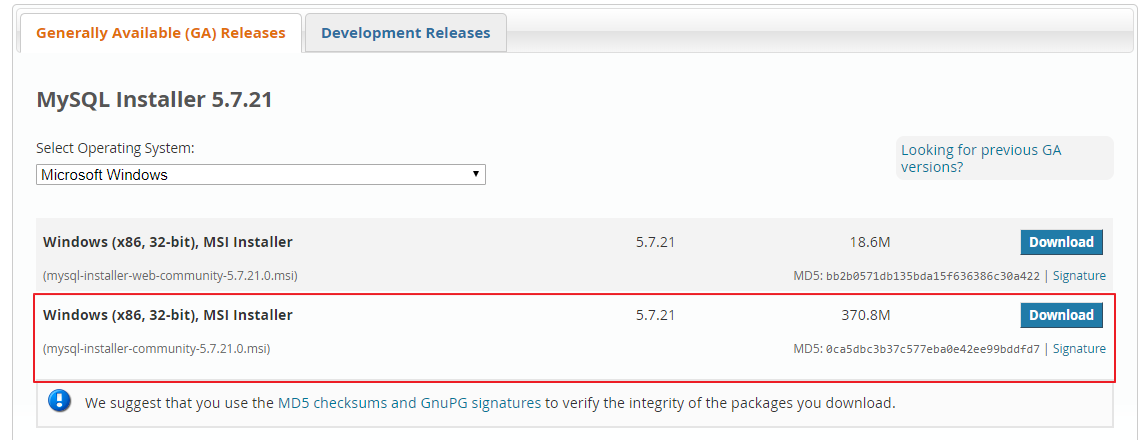 Generally Available (GA) Releases
Development Releases
MySQL Installer 5.7.21
Select Operating System:
Looking for previous GA
versions?
Microsoft Windows
Windows (x86, 32-bit), MSI Installer 5.7.21 18.6M Download
(mysql-installer-web-community-5.7.21.0.msi) MD5: bb2b0571db135bda15f636386c30a422 | Signature
Windows (x86, 32-bit), MSI Installer 5.7.21 370.8M Download
(mysql-installer-community-5.7.21.0.msi) MD5: 0ca5dbc3b37c577eba0e42ee99bddfd7 | Signature
We suggest that you use the MD5 checksums and GnuPG signatures to verify the integrity of the packages you download.